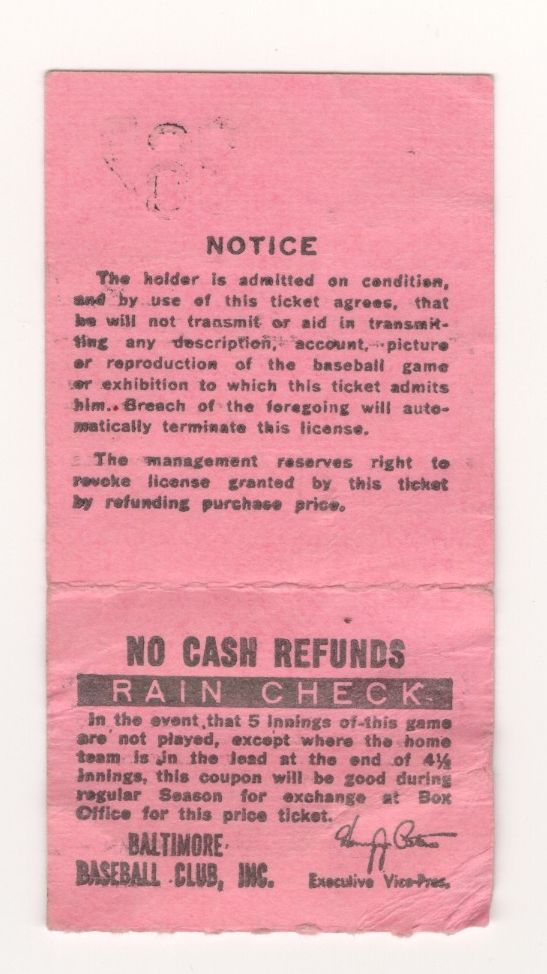 NOTICE
The holder is admitted on condition,
and by use of this ticket agrees, that
he will not transmit or aid in transmit-
ting any description, account, picture
or reproduction of the baseball game
or exhibition to which this ticket admits
him. Breach of the foregoing will auto-
matically terminate this license.
The management reserves right to
revoke license granted by this ticket
by refunding purchase price.
NO CASH REFUNDS
RAIN CHECK
In the event that 5 innings of this game
are not played, except where the home
team is in the lead at the end of 4½
innings, this coupon will be good during
regular Season for exchange at Box
Office for this price ticket.
BALTIMORE
BASEBALL CLUB, INC.
Executive Vice-Pres.